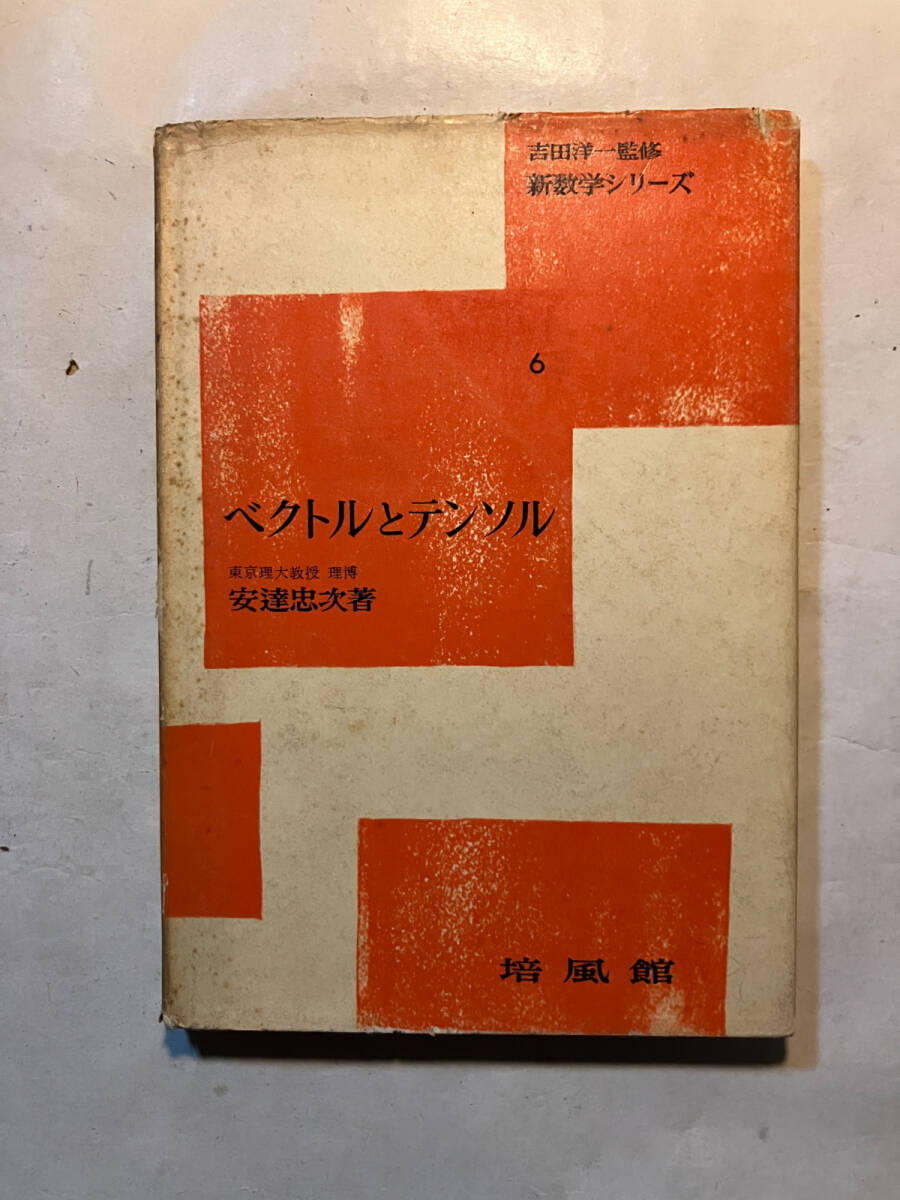 吉田洋一監修
新数学シリーズ
6
ベクトルとテンソル
東京理大教授 理博
安達忠次著
培風館